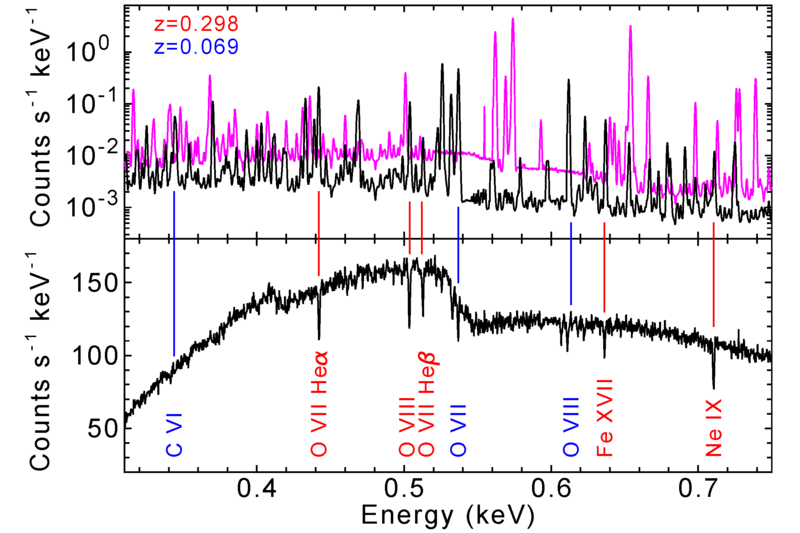 z=0.298
z=0.069
Counts s⁻¹ keV⁻¹
10⁰
10⁻¹
10⁻²
10⁻³
Counts s⁻¹ keV⁻¹
150
100
50
C VI
O VII Heα
O VIII
O VII Heβ
O VII
O VIII
Fe XVII
Ne IX
0.4 0.5 0.6 0.7
Energy (keV)